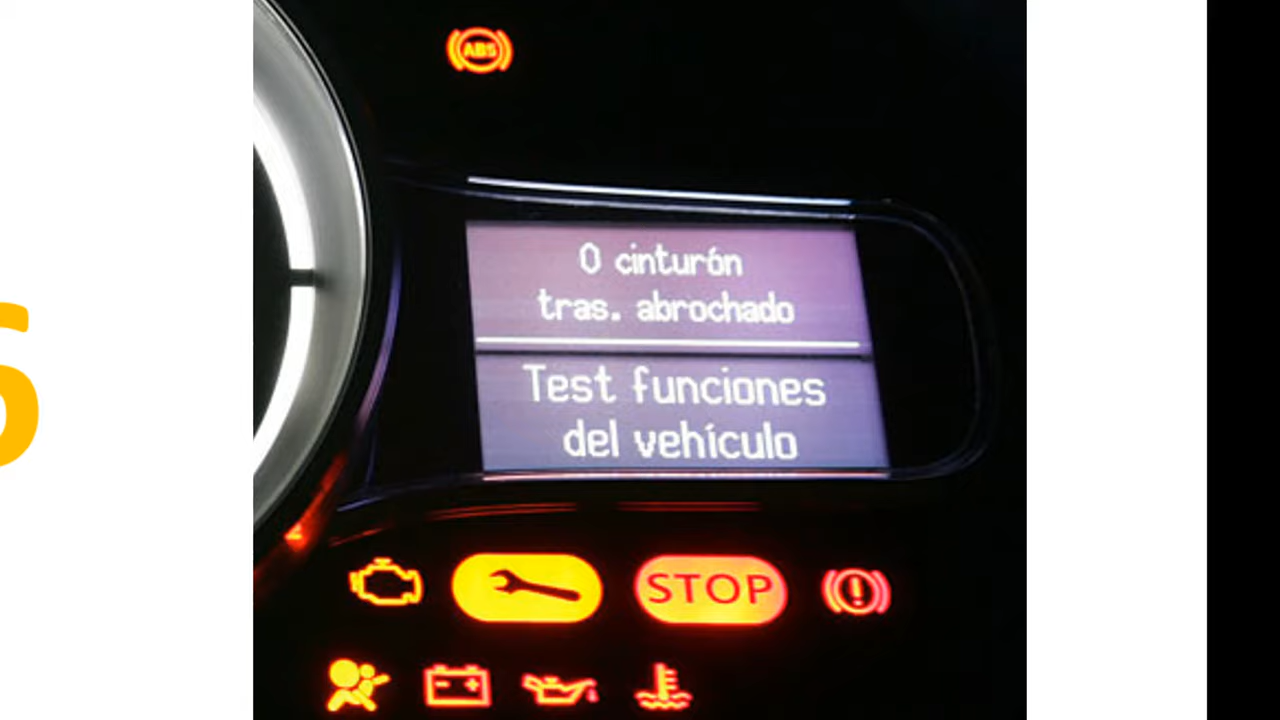 ABS
0 cinturón
tras. abrochado
Test funciones
del vehículo
STOP